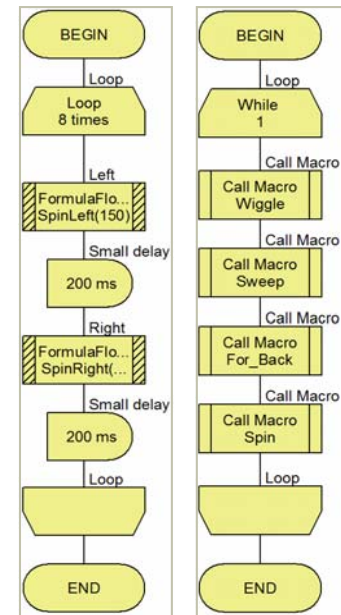 BEGIN
Loop
Loop
8 times
Left
FormulaFlo...
SpinLeft(150)
Small delay
200 ms
Right
FormulaFlo...
SpinRight(...
Small delay
200 ms
Loop
END
BEGIN
Loop
While
1
Call Macro
Call Macro
Wiggle
Call Macro
Call Macro
Sweep
Call Macro
Call Macro
For_Back
Call Macro
Call Macro
Spin
Loop
END